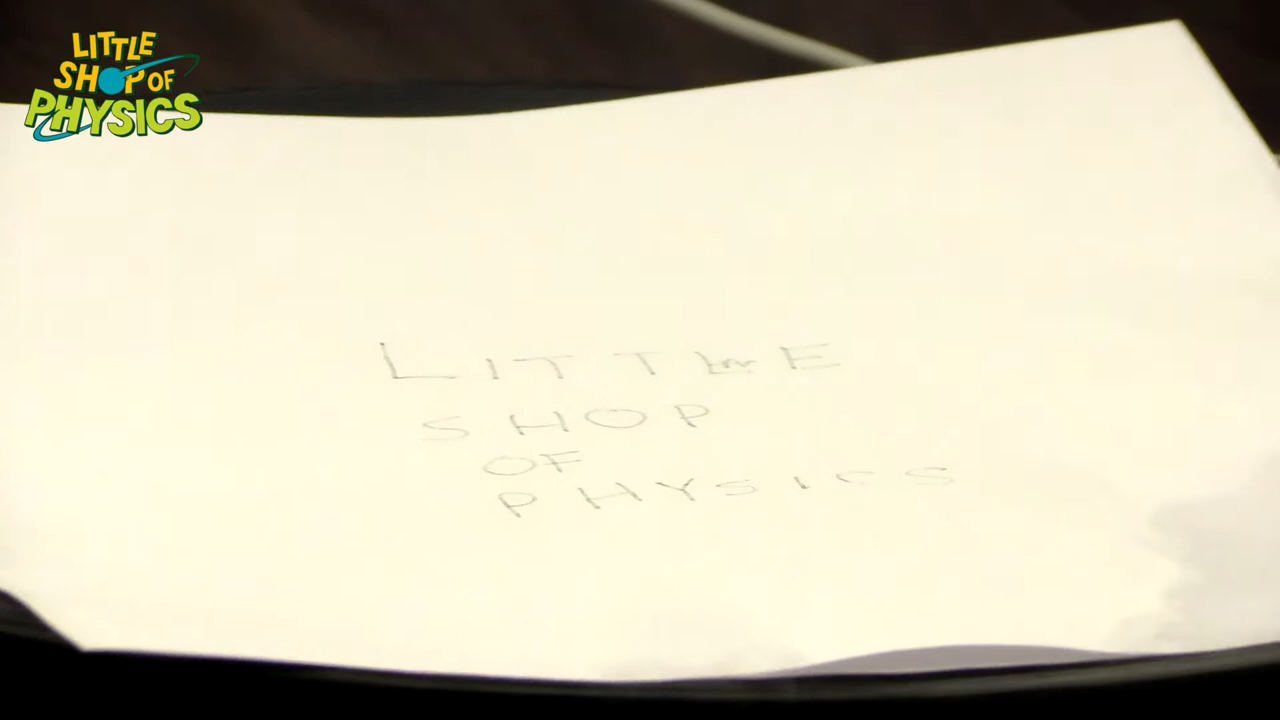 LITTLE
SHOP OF
PHYSICS
LITTLE
SHOP
OF
PHYSICS